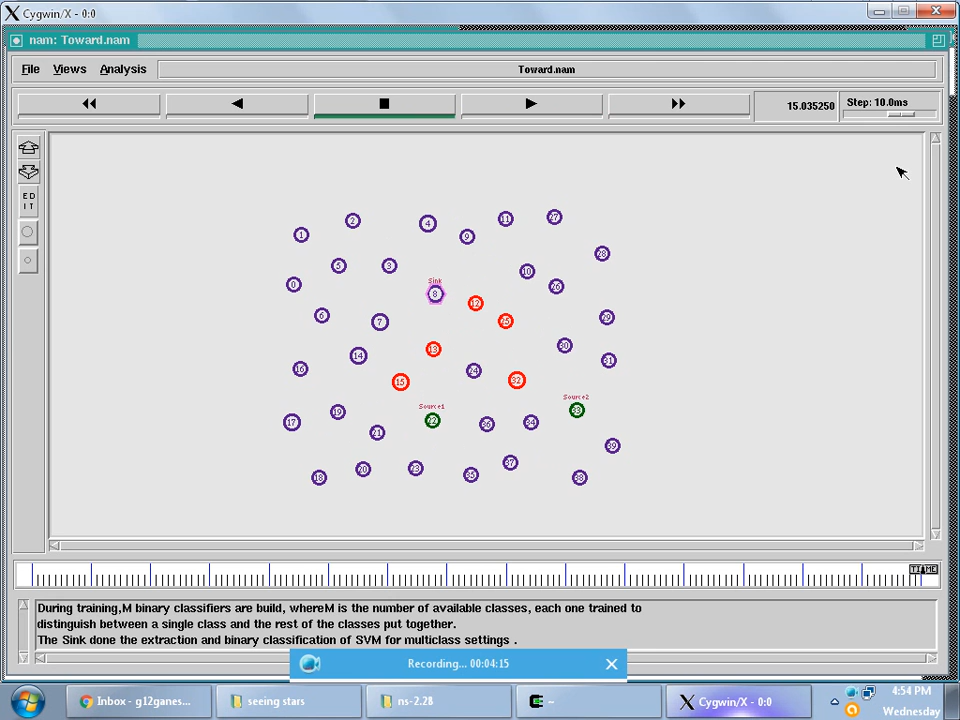 Cygwin/X - 0:0
nam: Toward.nam
File Views Analysis Toward.nam
15.035250 Step: 10.0ms
ED
IT
2 4 11 27
1 9
28
5 3 10
0 Sink 26
8
12
6 7 25 29
13 30
14 31
16 24
15 32
Source2
19 Source1 33
17 22 36 34
21
39
37
20 23
18 35 38
TIME
During training,M binary classifiers are build, whereM is the number of available classes, each one trained to
distinguish between a single class and the rest of the classes put together.
The Sink done the extraction and binary classification of SVM for multiclass settings .
Recording... 00:04:15
Inbox - g12ganes... seeing stars ns-2.28 ~ Cygwin/X - 0:0
4:54 PM
Wednesday